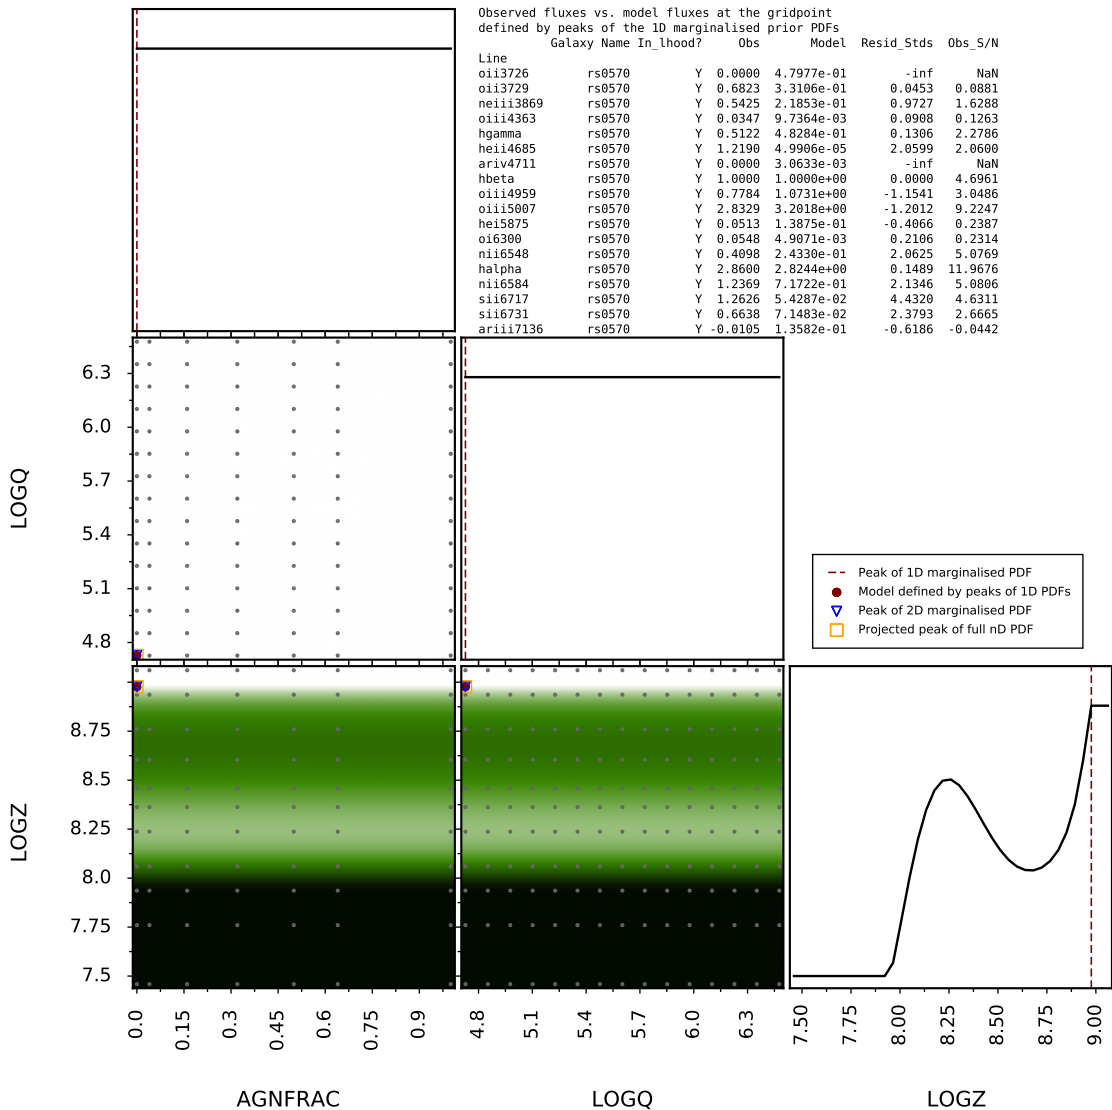 Observed fluxes vs. model fluxes at the gridpoint
defined by peaks of the 1D marginalised prior PDFs
Galaxy Name In_lhood? Obs Model Resid_Stds Obs_S/N
Line
oii3726 rs0570 Y 0.0000 4.7977e-01 -inf NaN
oii3729 rs0570 Y 0.6823 3.3106e-01 0.0453 0.0881
neiii3869 rs0570 Y 0.5425 2.1853e-01 0.9727 1.6288
oiii4363 rs0570 Y 0.0347 9.7364e-03 0.0908 0.1263
hgamma rs0570 Y 0.5122 4.8284e-01 0.1306 2.2786
heii4685 rs0570 Y 1.2190 4.9906e-05 2.0599 2.0600
ariv4711 rs0570 Y 0.0000 3.0633e-03 -inf NaN
hbeta rs0570 Y 1.0000 1.0000e+00 0.0000 4.6961
oiii4959 rs0570 Y 0.7784 1.0731e+00 -1.1541 3.0486
oiii5007 rs0570 Y 2.8329 3.2018e+00 -1.2012 9.2247
hei5875 rs0570 Y 0.0513 1.3875e-01 -0.4066 0.2387
oi6300 rs0570 Y 0.0548 4.9071e-03 0.2106 0.2314
nii6548 rs0570 Y 0.4098 2.4330e-01 2.0625 5.0769
halpha rs0570 Y 2.8600 2.8244e+00 0.1489 11.9676
nii6584 rs0570 Y 1.2369 7.1722e-01 2.1346 5.0806
sii6717 rs0570 Y 1.2626 5.4287e-02 4.4320 4.6311
sii6731 rs0570 Y 0.6638 7.1483e-02 2.3793 2.6665
ariii7136 rs0570 Y -0.0105 1.3582e-01 -0.6186 -0.0442
LOGQ
6.3
6.0
5.7
5.4
5.1
4.8
Peak of 1D marginalised PDF
Model defined by peaks of 1D PDFs
Peak of 2D marginalised PDF
Projected peak of full nD PDF
LOGZ
8.75
8.5
8.25
8.0
7.75
7.5
0.0 0.15 0.3 0.45 0.6 0.75 0.9
4.8 5.1 5.4 5.7 6.0 6.3
7.50 7.75 8.00 8.25 8.50 8.75 9.00
AGNFRAC LOGQ LOGZ